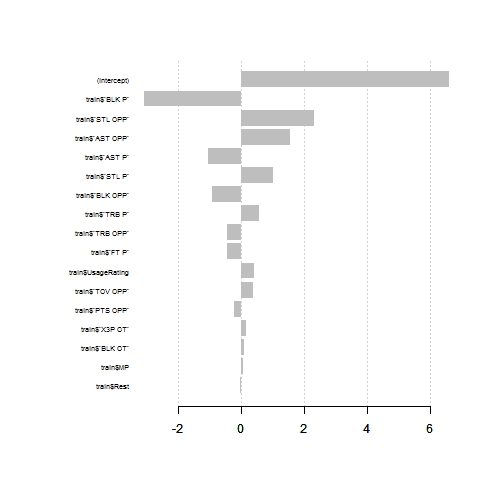 (Intercept)
train$`BLK P`
train$`STL OPP`
train$`AST OPP`
train$`AST P`
train$`STL P`
train$`BLK OPP`
train$`TRB P`
train$`TRB OPP`
train$`FT P`
train$UsageRating
train$`TOV OPP`
train$`PTS OPP`
train$`X3P OT`
train$`BLK OT`
train$MP
train$Rest
-2 0 2 4 6